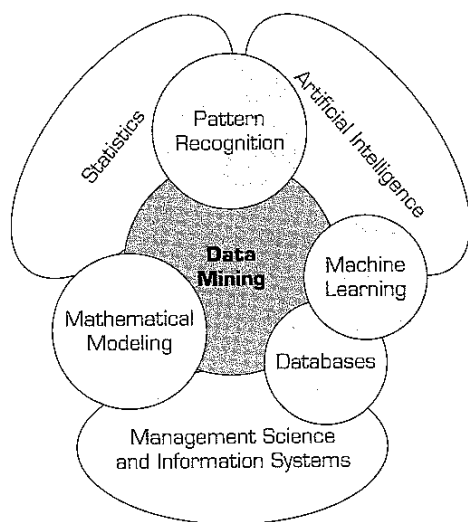 Statistics
Pattern
Recognition
Artificial Intelligence
Data
Mining
Machine
Learning
Mathematical
Modeling
Databases
Management Science
and Information Systems